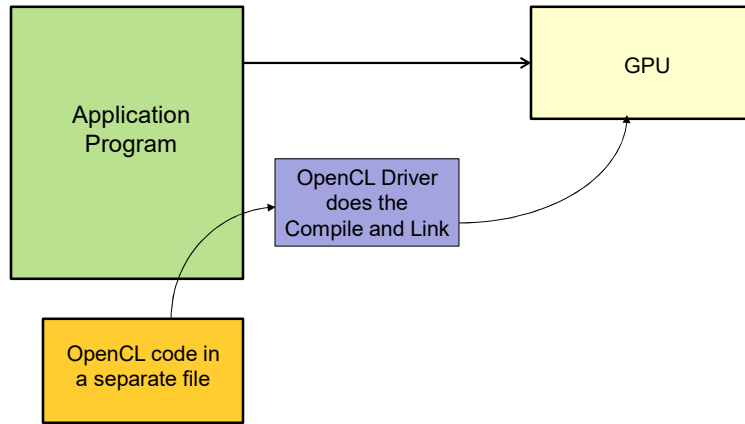 Application
Program
GPU
OpenCL Driver
does the
Compile and Link
OpenCL code in
a separate file